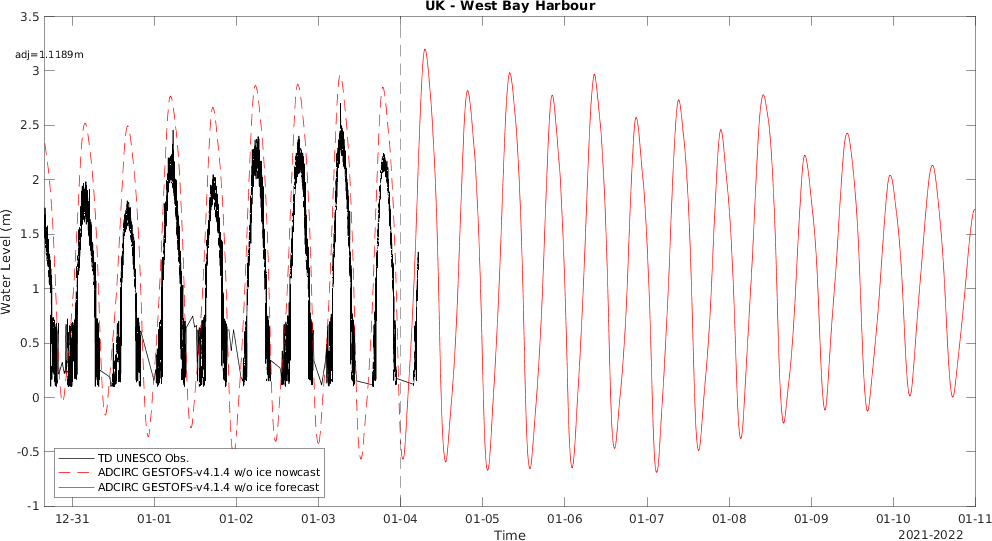 UK - West Bay Harbour
adj=1.1189m
3.5
3
2.5
2
1.5
1
0.5
0
-0.5
-1
Water Level (m)
TD UNESCO Obs.
ADCIRC GESTOFS-v4.1.4 w/o ice nowcast
ADCIRC GESTOFS-v4.1.4 w/o ice forecast
12-31 01-01 01-02 01-03 01-04 01-05 01-06 01-07 01-08 01-09 01-10 01-11
Time
2021-2022